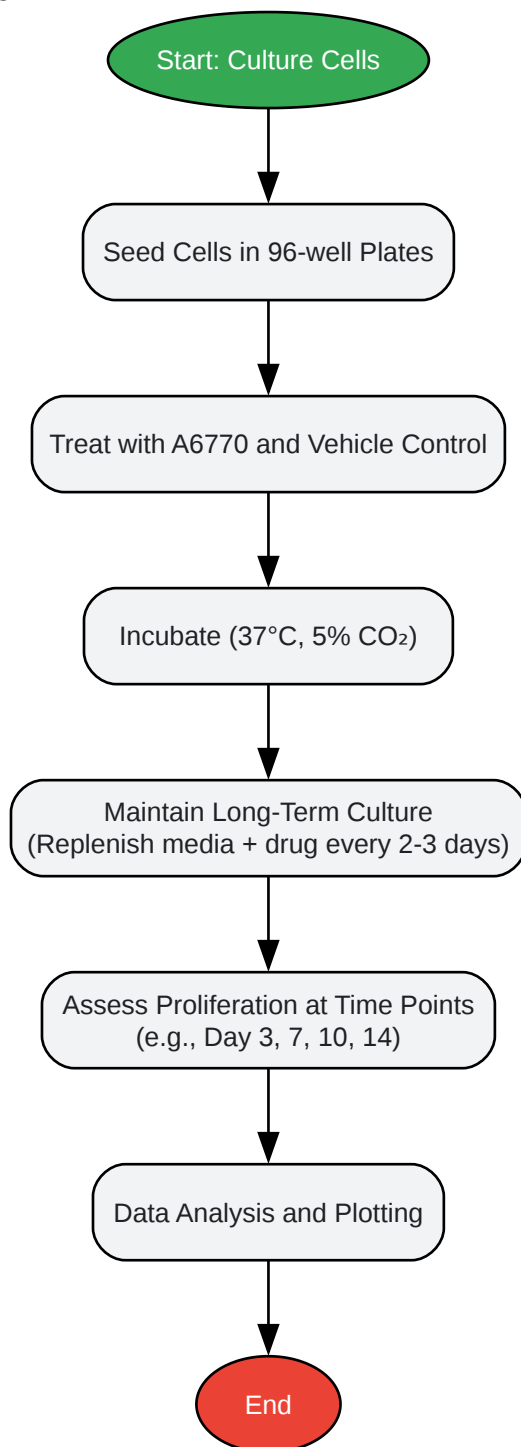 Start: Culture Cells
Seed Cells in 96-well Plates
Treat with A6770 and Vehicle Control
Incubate (37°C, 5% CO₂)
Maintain Long-Term Culture
(Replenish media + drug every 2-3 days)
Assess Proliferation at Time Points
(e.g., Day 3, 7, 10, 14)
Data Analysis and Plotting
End